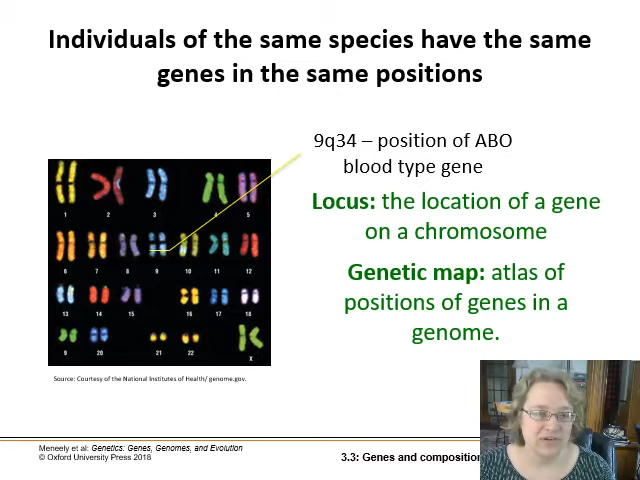 Individuals of the same species have the same
genes in the same positions
9q34 – position of ABO
blood type gene
Locus: the location of a gene
on a chromosome
Genetic map: atlas of
positions of genes in a
genome.
1 2 3 4 5
6 7 8 9 10 11 12
13 14 15 16 17 18
9 20 21 22 X
Source: Courtesy of the National Institutes of Health/ genome.gov.
Meneely et al: Genetics: Genes, Genomes, and Evolution
© Oxford University Press 2018
3.3: Genes and composition